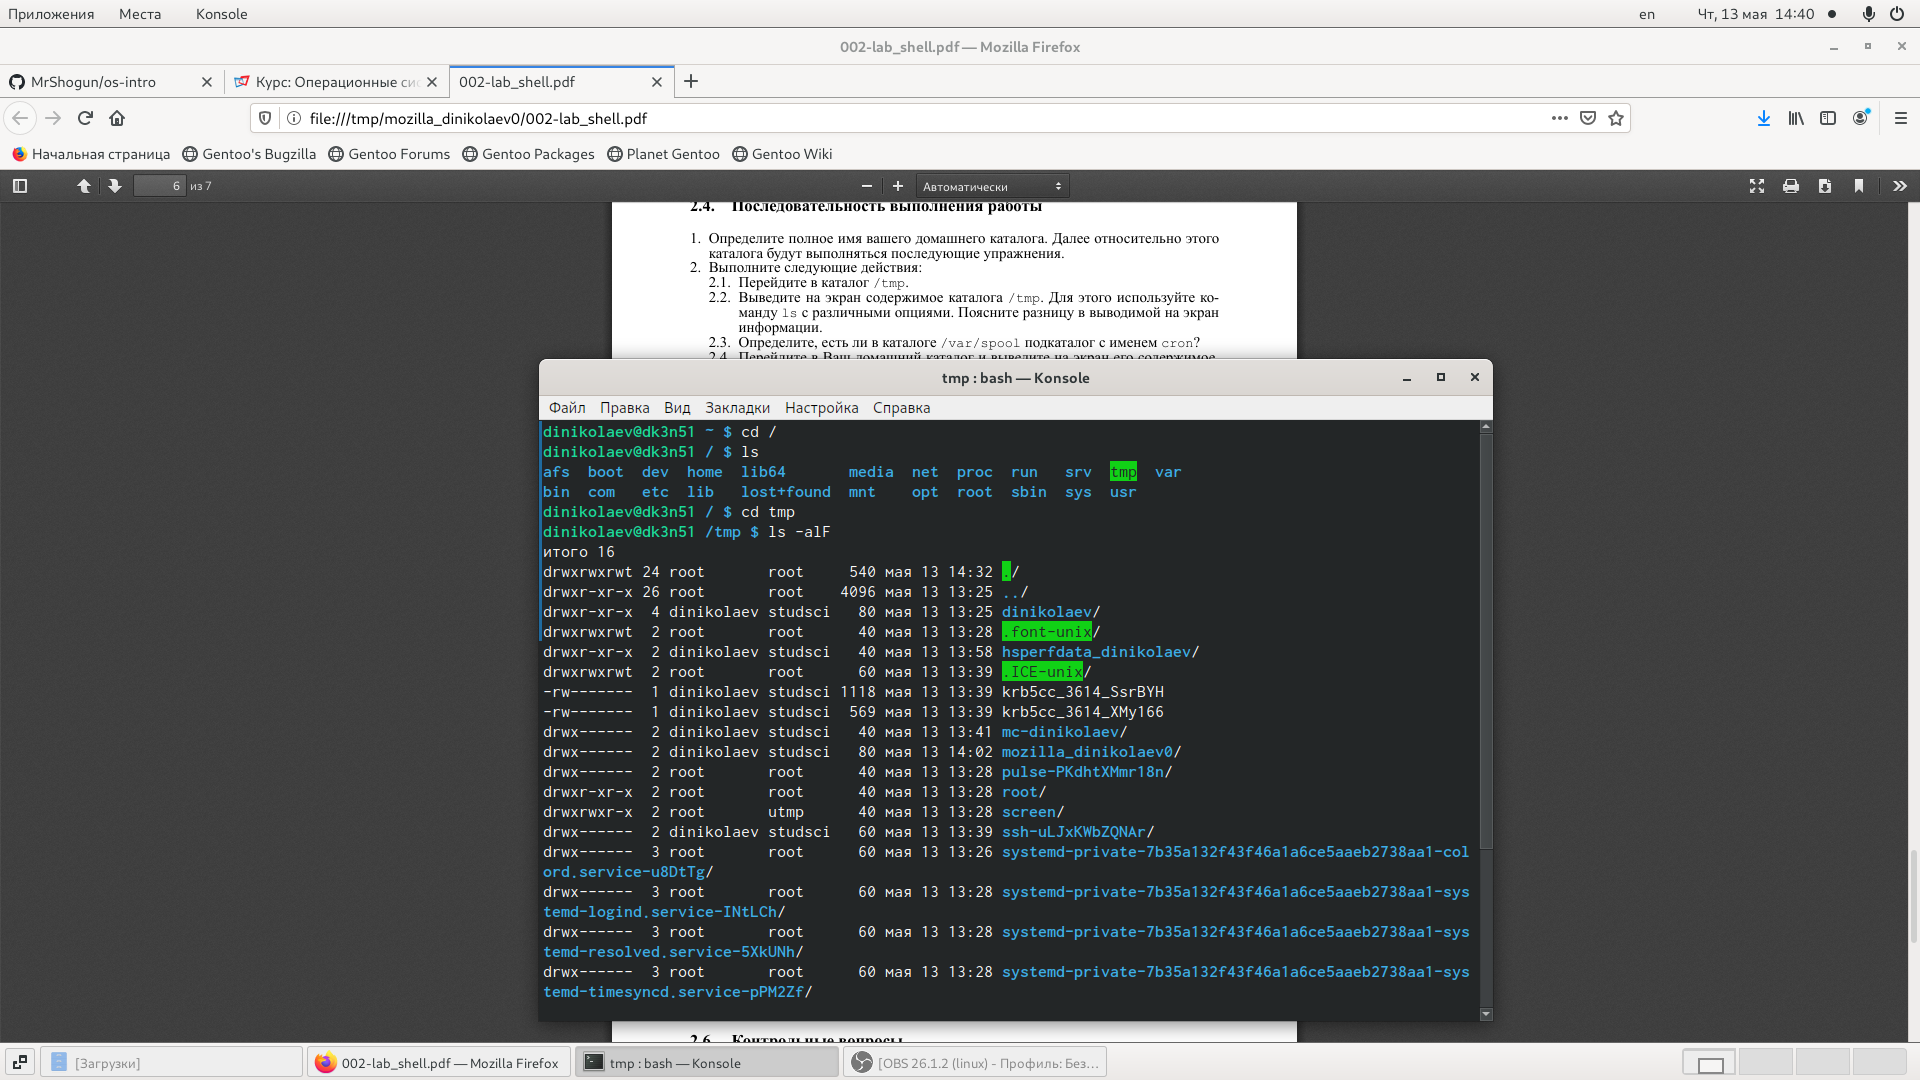 Приложения Места Konsole en Чт, 13 мая 14:40
002-lab_shell.pdf — Mozilla Firefox
MrShogun/os-intro Курс: Операционные си 002-lab_shell.pdf
file:///tmp/mozilla_dinikolaev0/002-lab_shell.pdf
Начальная страница Gentoo's Bugzilla Gentoo Forums Gentoo Packages Planet Gentoo Gentoo Wiki
6 из 7 Автоматически
2.4. Последовательность выполнения работы
1. Определите полное имя вашего домашнего каталога. Далее относительно этого
каталога будут выполняться последующие упражнения.
2. Выполните следующие действия:
2.1. Перейдите в каталог /tmp.
2.2. Выведите на экран содержимое каталога /tmp. Для этого используйте ко-
манду ls с различными опциями. Поясните разницу в выводимой на экран
информации.
2.3. Определите, есть ли в каталоге /var/spool подкаталог с именем cron?
2.4. Перейдите в Ваш домашний каталог и выведите на экран его содержимое.
tmp : bash — Konsole
Файл Правка Вид Закладки Настройка Справка
dinikolaev@dk3n51 ~ $ cd /
dinikolaev@dk3n51 / $ ls
afs boot dev home lib64 media net proc run srv tmp var
bin com etc lib lost+found mnt opt root sbin sys usr
dinikolaev@dk3n51 / $ cd tmp
dinikolaev@dk3n51 /tmp $ ls -alF
итого 16
drwxrwxrwt 24 root root 540 мая 13 14:32 ./
drwxr-xr-x 26 root root 4096 мая 13 13:25 ../
drwxr-xr-x 4 dinikolaev studsci 80 мая 13 13:25 dinikolaev/
drwxrwxrwt 2 root root 40 мая 13 13:28 .font-unix/
drwxr-xr-x 2 dinikolaev studsci 40 мая 13 13:58 hsperfdata_dinikolaev/
drwxrwxrwt 2 root root 60 мая 13 13:39 .ICE-unix/
-rw------- 1 dinikolaev studsci 1118 мая 13 13:39 krb5cc_3614_SsrBYH
-rw------- 1 dinikolaev studsci 569 мая 13 13:39 krb5cc_3614_XMy166
drwx------ 2 dinikolaev studsci 40 мая 13 13:41 mc-dinikolaev/
drwx------ 2 dinikolaev studsci 80 мая 13 14:02 mozilla_dinikolaev0/
drwx------ 2 root root 40 мая 13 13:28 pulse-PKdhtXMmr18n/
drwxr-xr-x 2 root root 40 мая 13 13:28 root/
drwxrwxr-x 2 root utmp 40 мая 13 13:28 screen/
drwx------ 2 dinikolaev studsci 60 мая 13 13:39 ssh-uLJxKWbZQNAr/
drwx------ 3 root root 60 мая 13 13:26 systemd-private-7b35a132f43f46a1a6ce5aaeb2738aa1-col
ord.service-u8DtTg/
drwx------ 3 root root 60 мая 13 13:28 systemd-private-7b35a132f43f46a1a6ce5aaeb2738aa1-sys
temd-logind.service-INtLCh/
drwx------ 3 root root 60 мая 13 13:28 systemd-private-7b35a132f43f46a1a6ce5aaeb2738aa1-sys
temd-resolved.service-5XkUNh/
drwx------ 3 root root 60 мая 13 13:28 systemd-private-7b35a132f43f46a1a6ce5aaeb2738aa1-sys
temd-timesyncd.service-pPM2Zf/
2.6. Контрольные вопросы
[Загрузки] 002-lab_shell.pdf — Mozilla Firefox tmp : bash — Konsole [OBS 26.1.2 (linux) - Профиль: Без...